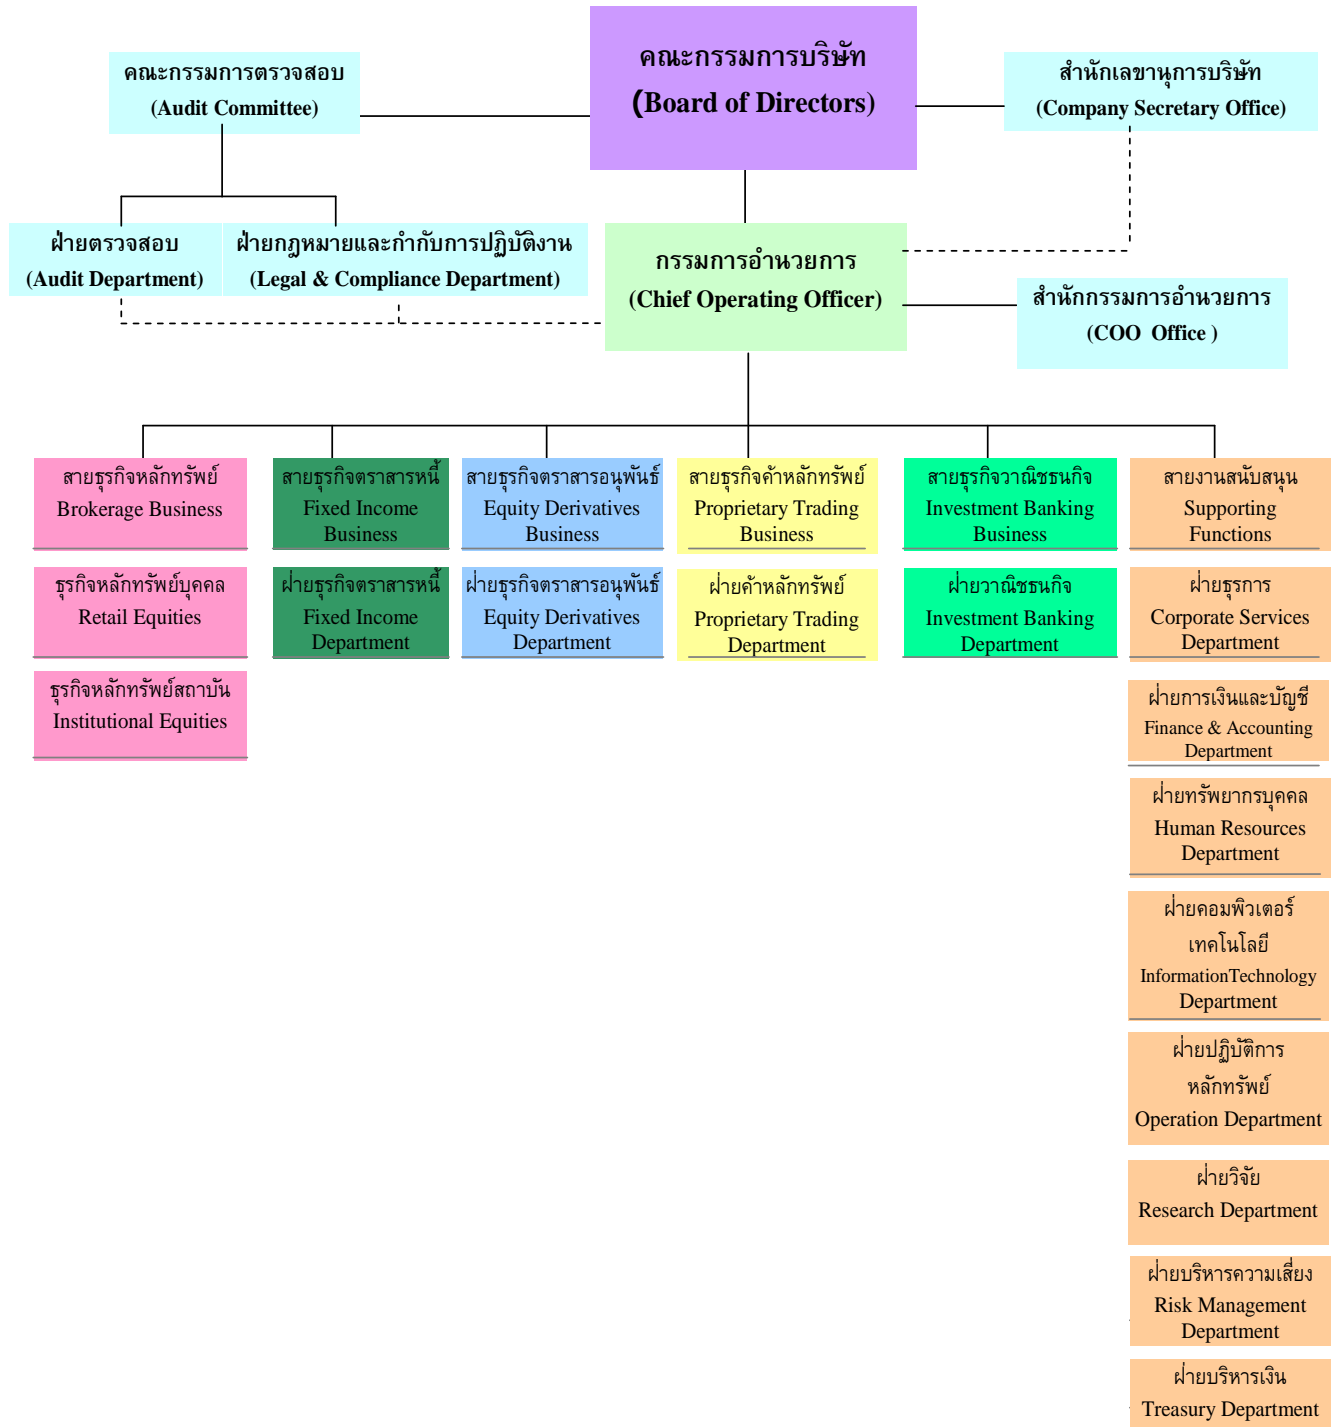 คณะกรรมการบริษัท
(Board of Directors)
คณะกรรมการตรวจสอบ
(Audit Committee)
สำนักเลขานุการบริษัท
(Company Secretary Office)
ฝ่ายตรวจสอบ
(Audit Department)
ฝ่ายกฎหมายและกำกับการปฏิบัติงาน
(Legal & Compliance Department)
กรรมการอำนวยการ
(Chief Operating Officer)
สำนักกรรมการอำนวยการ
(COO Office )
สายธุรกิจหลักทรัพย์
Brokerage Business
สายธุรกิจตราสารหนี้
Fixed Income
Business
สายธุรกิจตราสารอนุพันธ์
Equity Derivatives
Business
สายธุรกิจค้าหลักทรัพย์
Proprietary Trading
Business
สายธุรกิจวาณิชธนกิจ
Investment Banking
Business
สายงานสนับสนุน
Supporting
Functions
ธุรกิจหลักทรัพย์บุคคล
Retail Equities
ฝ่ายธุรกิจตราสารหนี้
Fixed Income
Department
ฝ่ายธุรกิจตราสารอนุพันธ์
Equity Derivatives
Department
ฝ่ายค้าหลักทรัพย์
Proprietary Trading
Department
ฝ่ายวาณิชธนกิจ
Investment Banking
Department
ฝ่ายธุรการ
Corporate Services
Department
ธุรกิจหลักทรัพย์สถาบัน
Institutional Equities
ฝ่ายการเงินและบัญชี
Finance & Accounting
Department
ฝ่ายทรัพยากรบุคคล
Human Resources
Department
ฝ่ายคอมพิวเตอร์
เทคโนโลยี
InformationTechnology
Department
ฝ่ายปฏิบัติการ
หลักทรัพย์
Operation Department
ฝ่ายวิจัย
Research Department
ฝ่ายบริหารความเสี่ยง
Risk Management
Department
ฝ่ายบริหารเงิน
Treasury Department